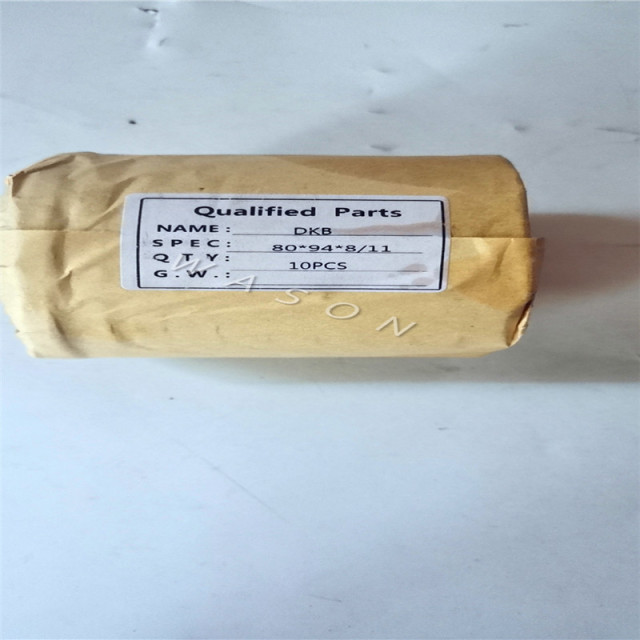 Qualified Parts
NAME: DKB
SPEC: 80*94*8/11
QTY: 10PCS
G.W.:
WASON